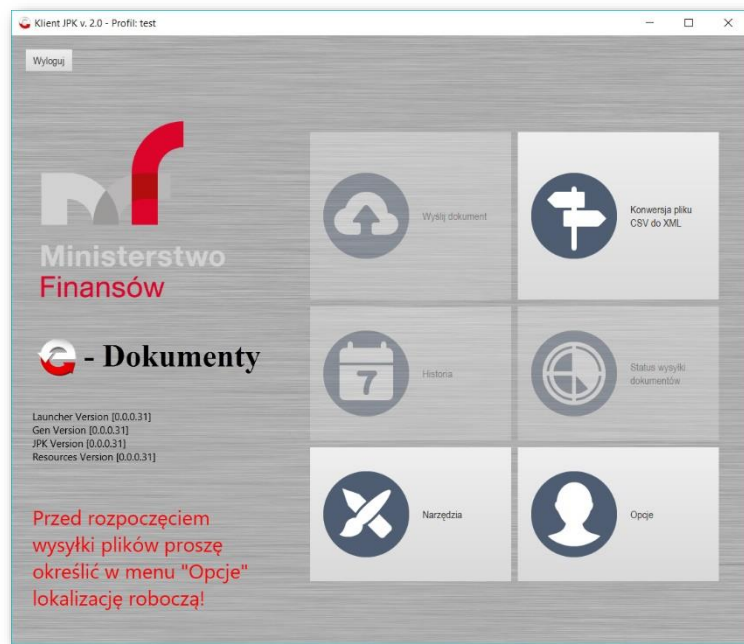 Klient JPK v. 2.0 - Profil: test
Wyloguj
Ministerstwo
Finansów
e - Dokumenty
Launcher Version [0.0.0.31]
Gen Version [0.0.0.31]
JPK Version [0.0.0.31]
Resources Version [0.0.0.31]
Przed rozpoczęciem
wysyłki plików proszę
określić w menu "Opcje"
lokalizację roboczą!
Wyślij dokument
Konwersja pliku
CSV do XML
7
Historia
Status wysyłki
dokumentów
Narzędzia
Opcje